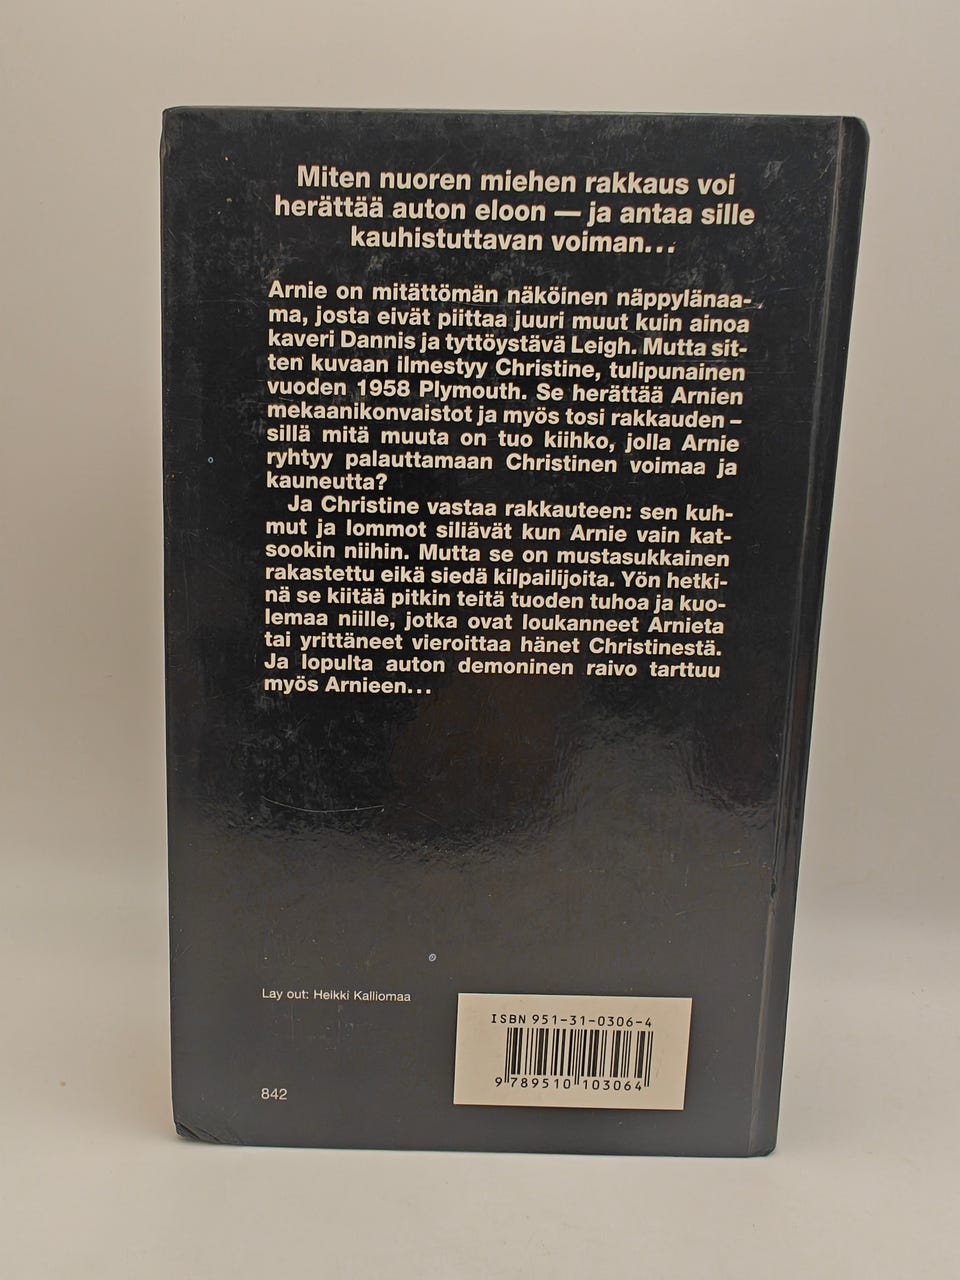 Miten nuoren miehen rakkaus voi
herättää auton eloon — ja antaa sille
kauhistuttavan voiman...
Arnie on mitättömän näköinen näppylänaa-
ma, josta eivät piittaa juuri muut kuin ainoa
kaveri Dannis ja tyttöystävä Leigh. Mutta sit-
ten kuvaan ilmestyy Christine, tulipunainen
vuoden 1958 Plymouth. Se herättää Arnien
mekaanikonvaistot ja myös tosi rakkauden –
sillä mitä muuta on tuo kiihko, jolla Arnie
ryhtyy palauttamaan Christinen voimaa ja
kauneutta?
Ja Christine vastaa rakkauteen: sen kuh-
mut ja lommot siliävät kun Arnie vain kat-
sookin niihin. Mutta se on mustasukkainen
rakastettu eikä siedä kilpailijoita. Yön hetki-
nä se kiitää pitkin teitä tuoden tuhoa ja kuo-
lemaa niille, jotka ovat loukanneet Arnieta
tai yrittäneet vieroittaa hänet Christinestä.
Ja lopulta auton demoninen raivo tarttuu
myös Arnieen...
Lay out: Heikki Kalliomaa
ISBN 951-31-0306-4
9 789510 103064
842